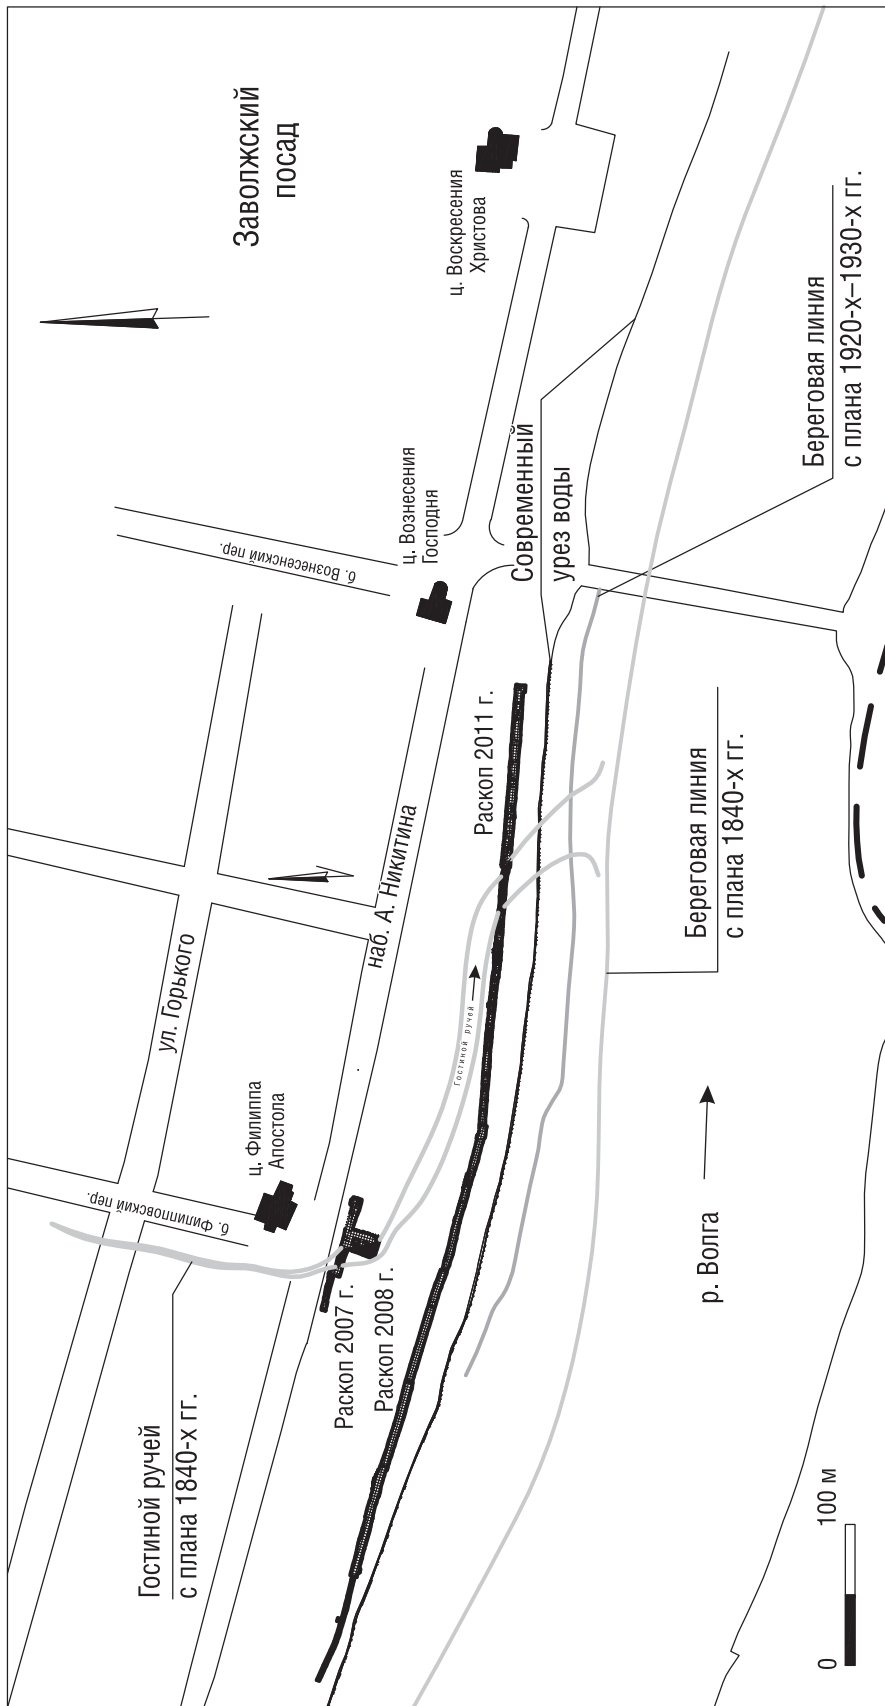 Заволжский
посад
ц. Воскресения
Христова
б. Вознесенский пер.
ц. Вознесения
Господня
Современный
урез воды
Береговая линия
с плана 1920-х–1930-х гг.
ул. Горького
наб. А. Никитина
Раскоп 2011 г.
Береговая линия
с плана 1840-х гг.
Гостиной ручей
ц. Филиппа
Апостола
б. Филипповский пер.
Раскоп 2007 г.
Раскоп 2008 г.
р. Волга
Гостиной ручей
с плана 1840-х гг.
0
100 м